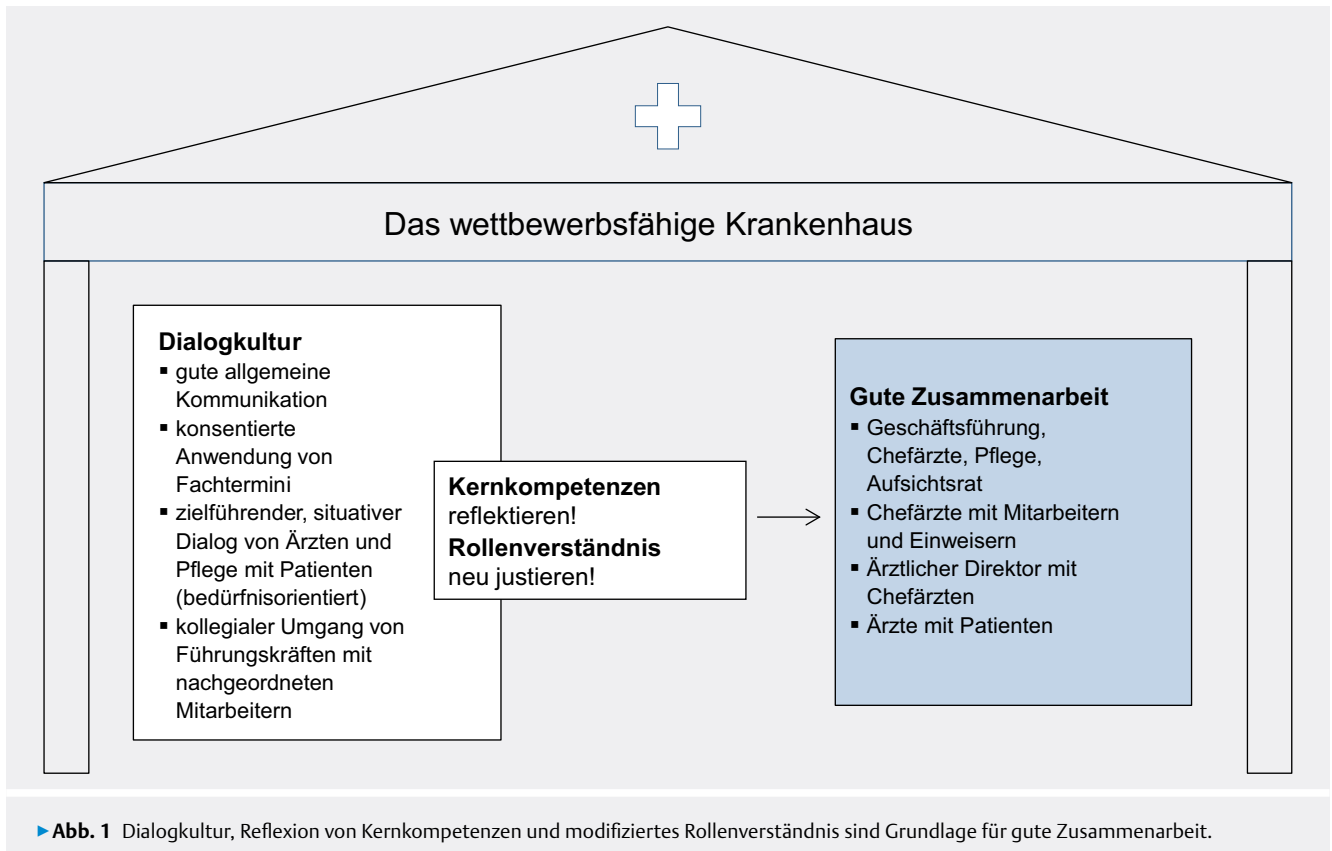 Das wettbewerbsfähige Krankenhaus
Dialogkultur
▪ gute allgemeine
Kommunikation
▪ konsentierte
Anwendung von
Fachtermini
▪ zielführender, situativer
Dialog von Ärzten und
Pflege mit Patienten
(bedürfnisorientiert)
▪ kollegialer Umgang von
Führungskräften mit
nachgeordneten
Mitarbeitern
Kernkompetenzen
reflektieren!
Rollenverständnis
neu justieren!
Gute Zusammenarbeit
▪ Geschäftsführung,
Chefärzte, Pflege,
Aufsichtsrat
▪ Chefärzte mit Mitarbeitern
und Einweisern
▪ Ärztlicher Direktor mit
Chefärzten
▪ Ärzte mit Patienten
►Abb. 1 Dialogkultur, Reflexion von Kernkompetenzen und modifiziertes Rollenverständnis sind Grundlage für gute Zusammenarbeit.